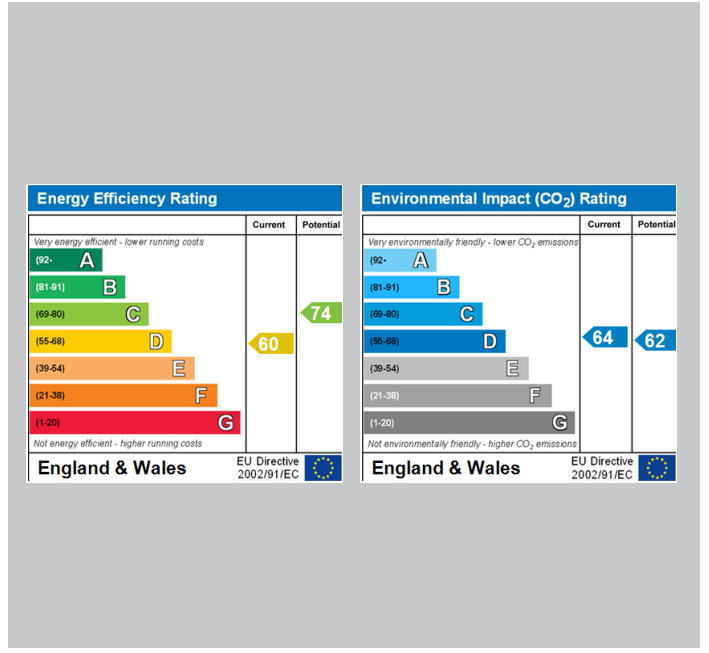 Energy Efficiency Rating
Current Potential
Very energy efficient - lower running costs
(92- A
(81-91) B
(69-80) C
74
(55-68) D
60
(39-54) E
(21-38) F
(1-20) G
Not energy efficient - higher running costs
England & Wales
EU Directive
2002/91/EC
Environmental Impact (CO2) Rating
Current Potential
Very environmentally friendly - lower CO2 emissions
(92- A
(81-91) B
(69-80) C
(55-68) D
64 62
(39-54) E
(21-38) F
(1-20) G
Not environmentally friendly - higher CO2 emissions
England & Wales
EU Directive
2002/91/EC